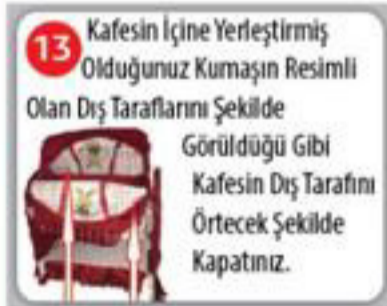 13 Kafesin İçine Yerleştirmiş
Olduğunuz Kumaşın Resimli
Olan Dış Taraflarını Şekilde
Görüldüğü Gibi
Kafesin Dış Tarafını
Örtecek Şekilde
Kapatınız.